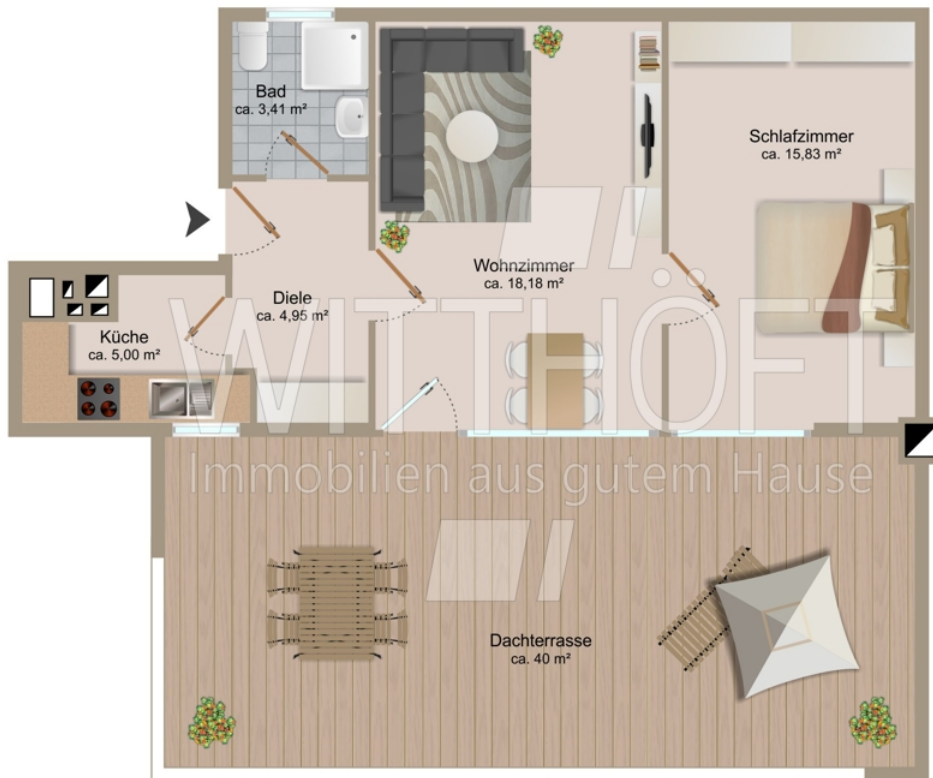 Bad
ca. 3,41 m²
Schlafzimmer
ca. 15,83 m²
Wohnzimmer
ca. 18,18 m²
Diele
ca. 4,95 m²
Küche
ca. 5,00 m²
WITTHÖFT
Immobilien aus gutem Hause
Dachterrasse
ca. 40 m²